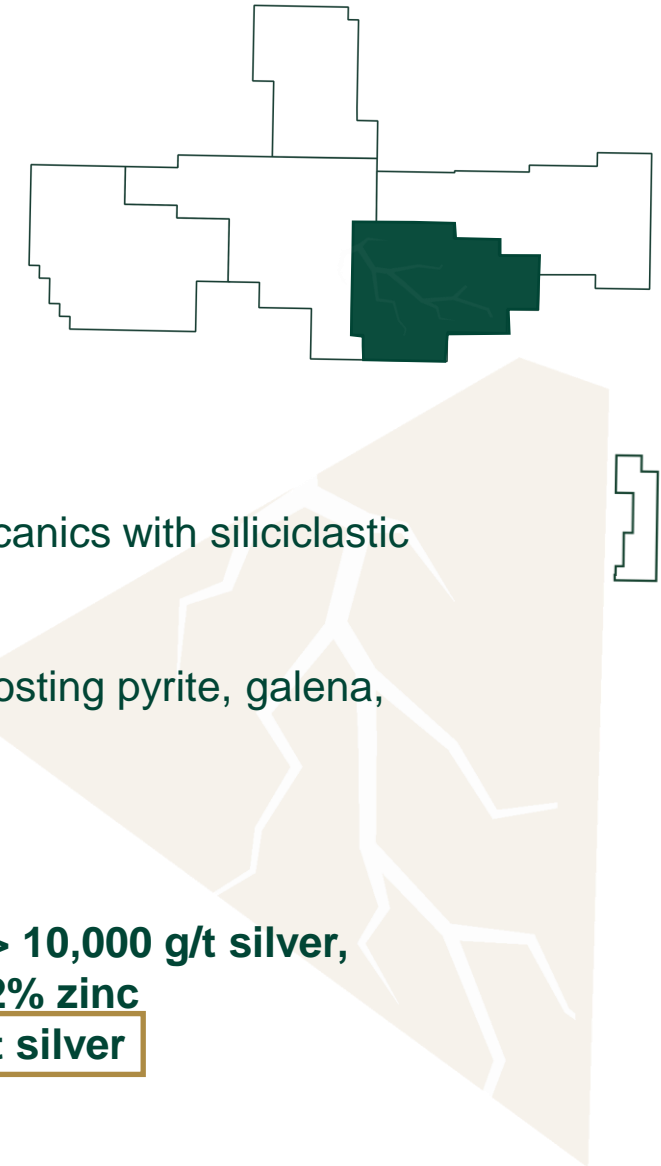 canics with siliciclastic
osting pyrite, galena,
> 10,000 g/t silver,
2% zinc
t silver